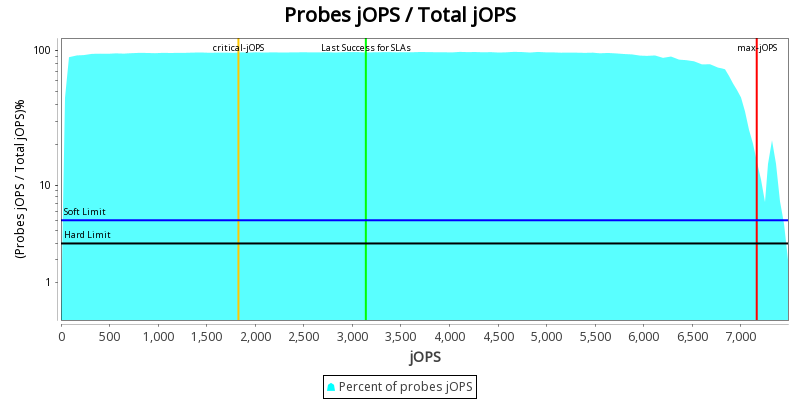 Probes jOPS / Total jOPS
(Probes jOPS / Total jOPS)%
100
10
1
critical-jOPS
Last Success for SLAs
max-jOPS
Soft Limit
Hard Limit
0 500 1,000 1,500 2,000 2,500 3,000 3,500 4,000 4,500 5,000 5,500 6,000 6,500 7,000
jOPS
Percent of probes jOPS